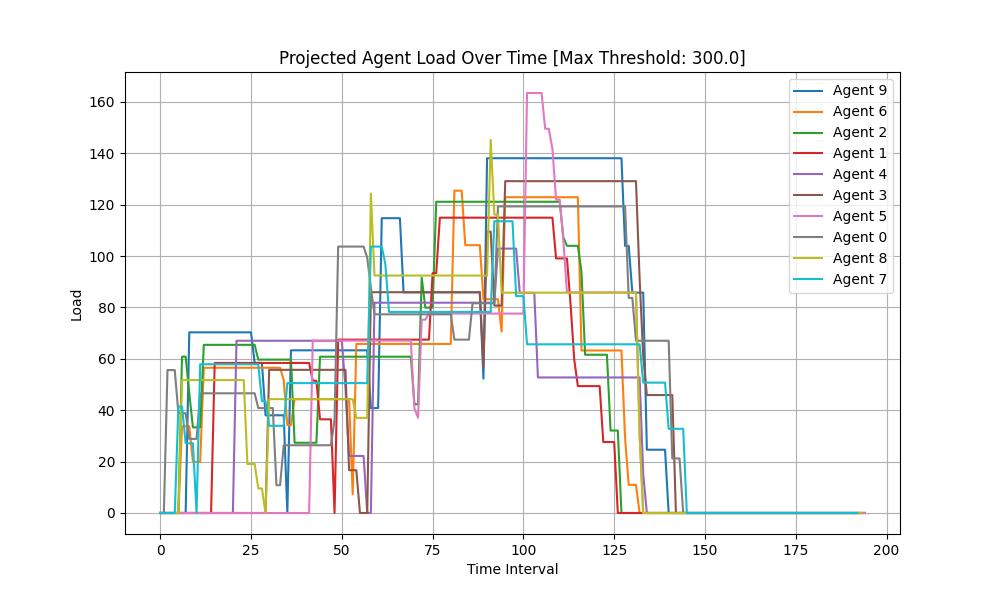 Projected Agent Load Over Time [Max Threshold: 300.0]
Load
160
140
120
100
80
60
40
20
0
0 25 50 75 100 125 150 175 200
Time Interval
Agent 9
Agent 6
Agent 2
Agent 1
Agent 4
Agent 3
Agent 5
Agent 0
Agent 8
Agent 7